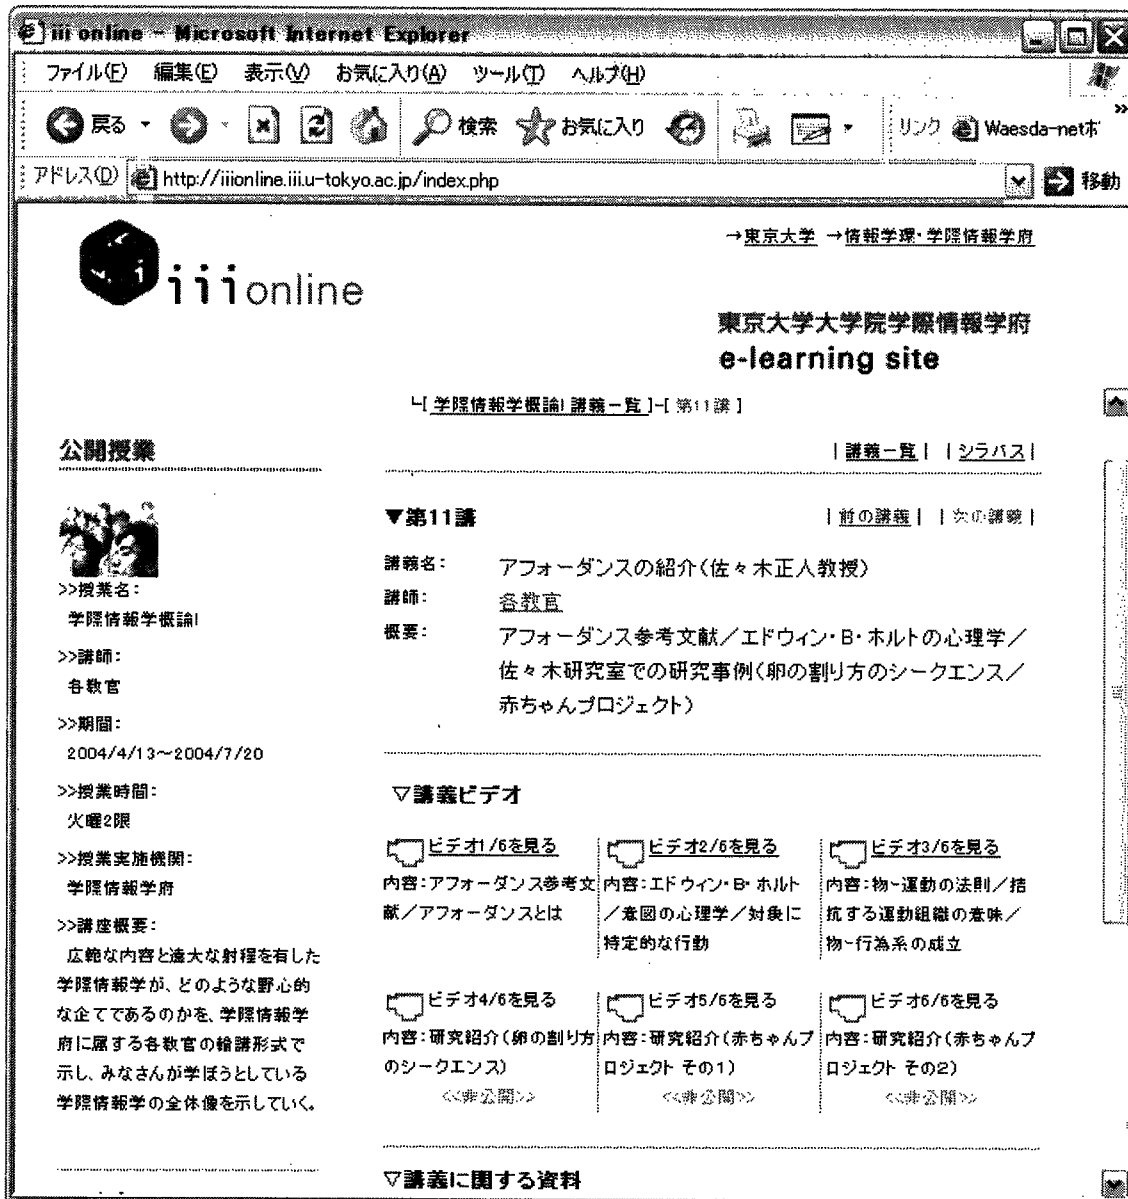 iii online - Microsoft Internet Explorer
ファイル(F) 編集(E) 表示(V) お気に入り(A) ツール(T) ヘルプ(H)
戻る 検索 お気に入り リンク Waesda-netホ
アドレス(D) http://iiionline.iii.u-tokyo.ac.jp/index.php 移動
→東京大学 →情報学環・学際情報学府
iiionline
東京大学大学院学際情報学府
e-learning site
└[ 学際情報学概論I 講義一覧 ]-[ 第11講 ]
公開授業
| 講義一覧 | | シラバス |
▼第11講
| 前の講義 | | 次の講義 |
講義名: アフォーダンスの紹介(佐々木正人教授)
講師: 各教官
概要: アフォーダンス参考文献/エドウィン・B・ホルトの心理学/
佐々木研究室での研究事例(卵の割り方のシークエンス/
赤ちゃんプロジェクト)
>>授業名:
学際情報学概論I
>>講師:
各教官
>>期間:
2004/4/13~2004/7/20
>>授業時間:
火曜2限
>>授業実施機関:
学際情報学府
>>講座概要:
広範な内容と遠大な射程を有した
学際情報学が、どのような野心的
な企てであるのかを、学際情報学
府に属する各教官の輪講形式で
示し、みなさんが学ぼうとしている
学際情報学の全体像を示していく。
▽講義ビデオ
ビデオ1/6を見る
内容:アフォーダンス参考文
献/アフォーダンスとは
ビデオ2/6を見る
内容:エドウィン・B・ホルト
/意図の心理学/対象に
特定的な行動
ビデオ3/6を見る
内容:物-運動の法則/拮
抗する運動組織の意味/
物-行為系の成立
ビデオ4/6を見る
内容:研究紹介(卵の割り方
のシークエンス)
<<非公開>>
ビデオ5/6を見る
内容:研究紹介(赤ちゃんプ
ロジェクト その1)
<<非公開>>
ビデオ6/6を見る
内容:研究紹介(赤ちゃんプ
ロジェクト その2)
<<非公開>>
▽講義に関する資料